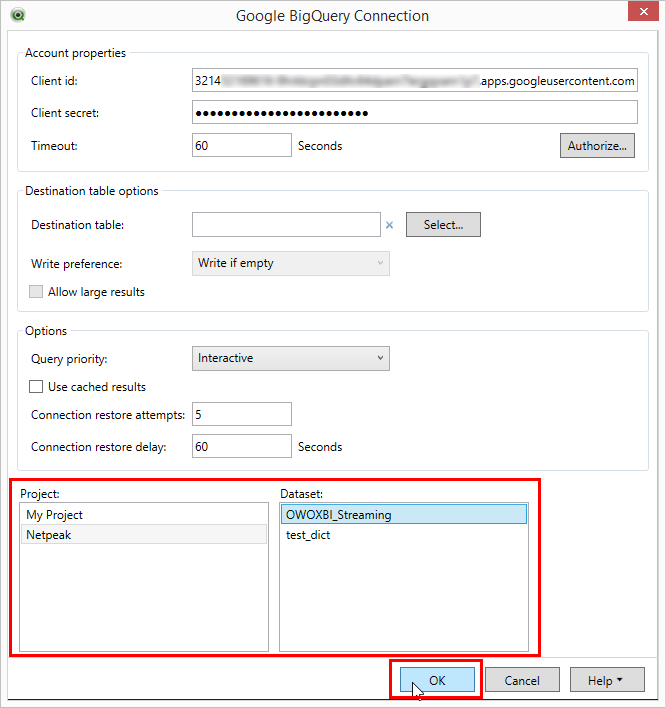 Google BigQuery Connection
Account properties
Client id: 3214 .apps.googleusercontent.com
Client secret: ●●●●●●●●●●●●●●●●●●●●●●●●
Timeout: 60 Seconds Authorize...
Destination table options
Destination table: Select...
Write preference: Write if empty
Allow large results
Options
Query priority: Interactive
Use cached results
Connection restore attempts: 5
Connection restore delay: 60 Seconds
Project: Dataset:
My Project OWOXBI_Streaming
Netpeak test_dict
OK Cancel Help